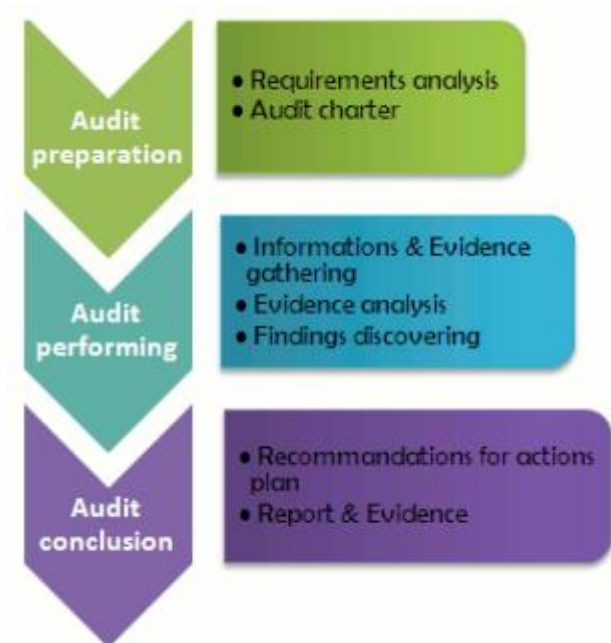 Audit
preparation
• Requirements analysis
• Audit charter
Audit
performing
• Informations & Evidence
gathering
• Evidence analysis
• Findings discovering
Audit
conclusion
• Recommandations for actions
plan
• Report & Evidence